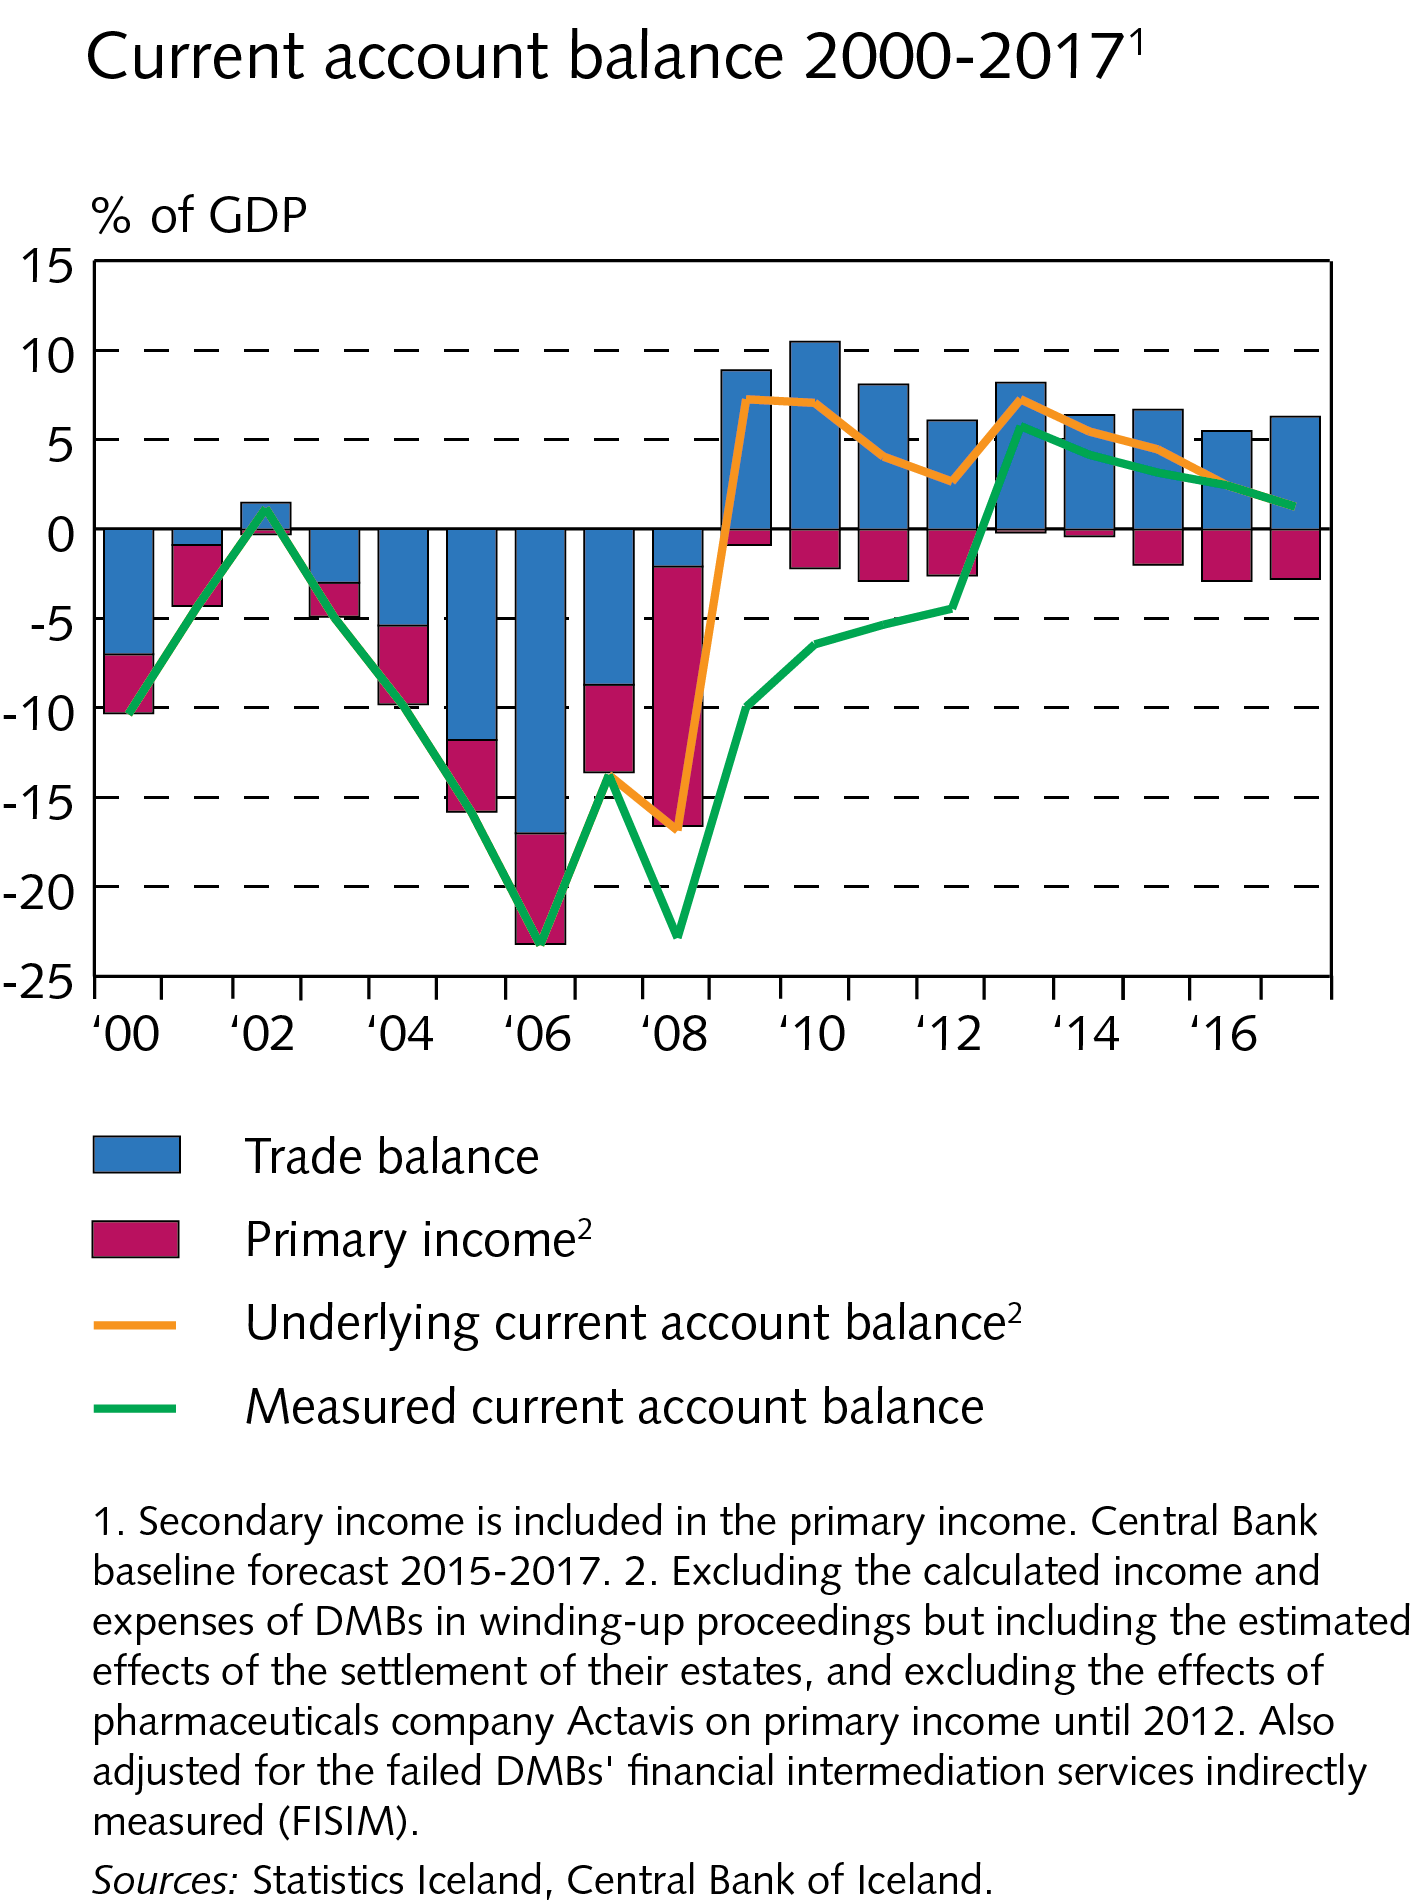 Current account balance 2000-2017¹
% of GDP
15
10
5
0
-5
-10
-15
-20
-25
‘00 ‘02 ‘04 ‘06 ‘08 ‘10 ‘12 ‘14 ‘16
Trade balance
Primary income²
Underlying current account balance²
Measured current account balance
1. Secondary income is included in the primary income. Central Bank
baseline forecast 2015-2017. 2. Excluding the calculated income and
expenses of DMBs in winding-up proceedings but including the estimated
effects of the settlement of their estates, and excluding the effects of
pharmaceuticals company Actavis on primary income until 2012. Also
adjusted for the failed DMBs' financial intermediation services indirectly
measured (FISIM).
Sources: Statistics Iceland, Central Bank of Iceland.